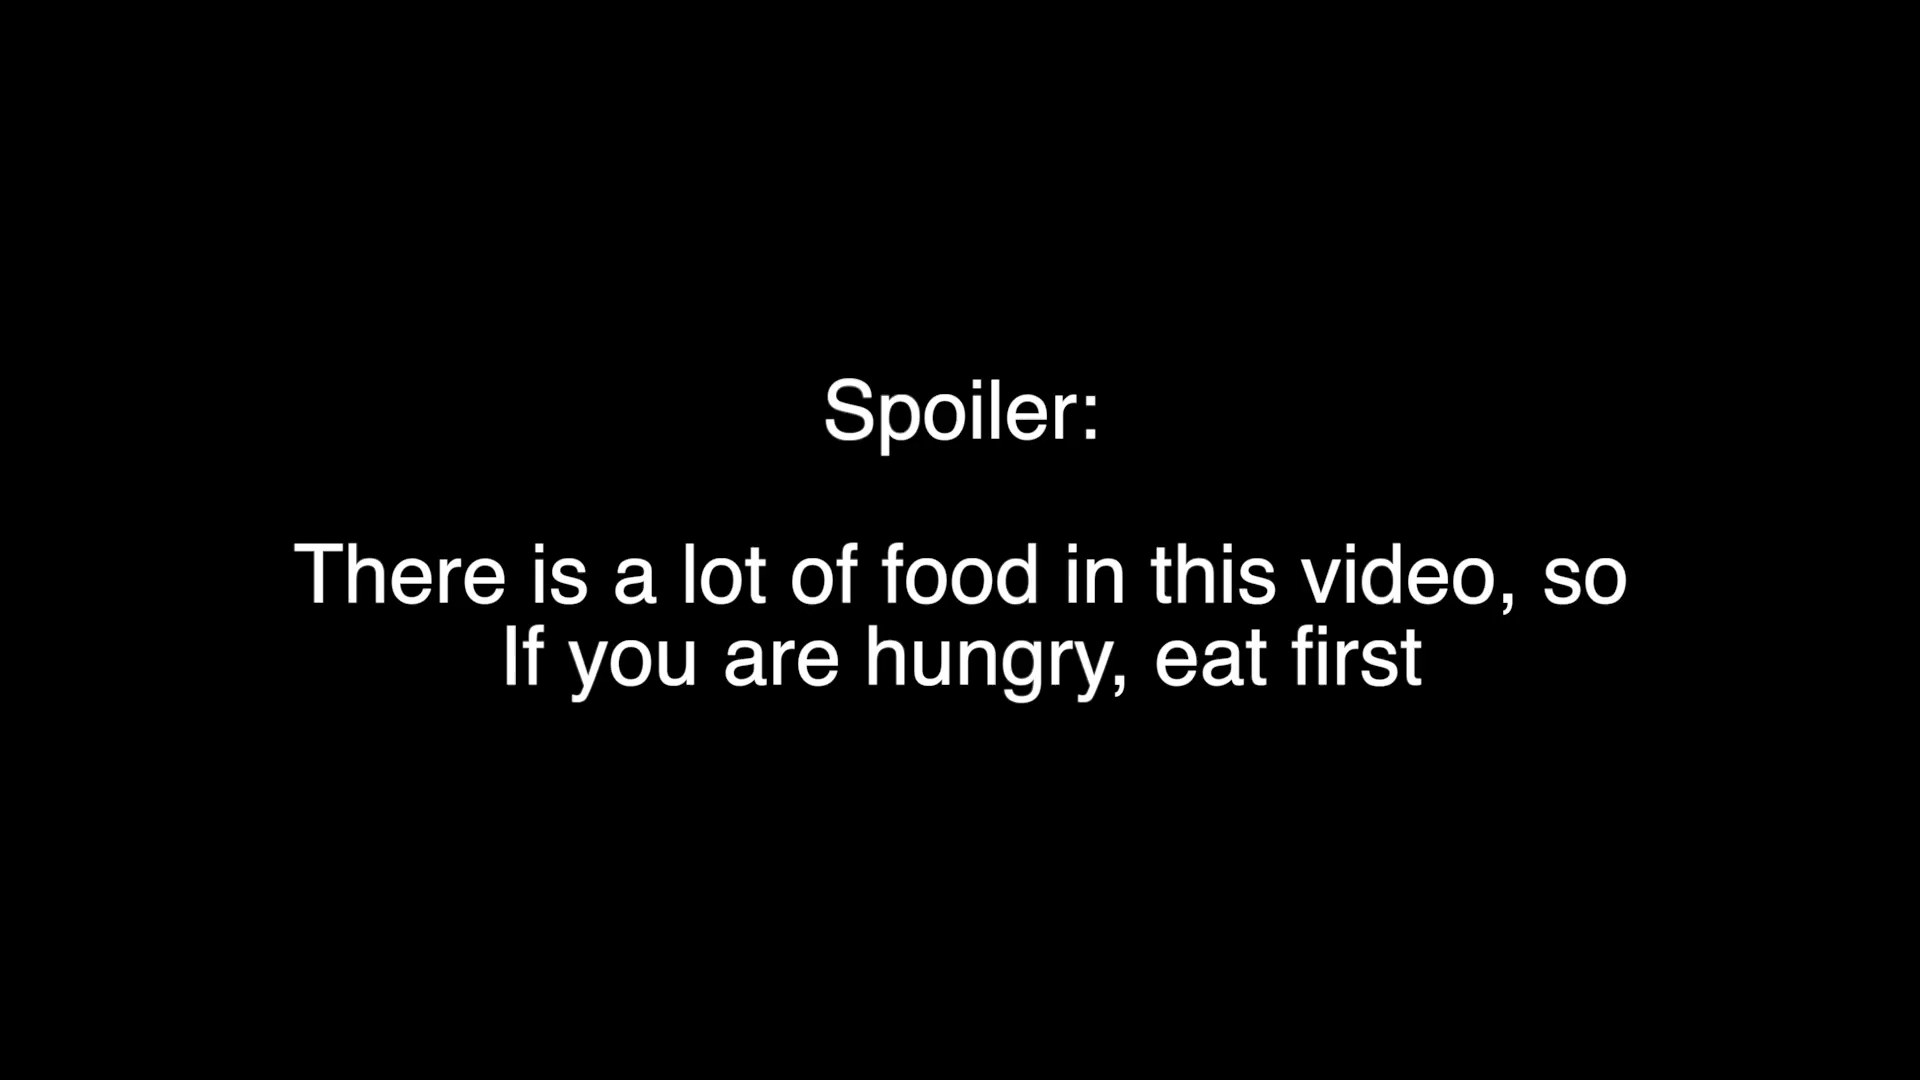 Spoiler:
There is a lot of food in this video, so
If you are hungry, eat first